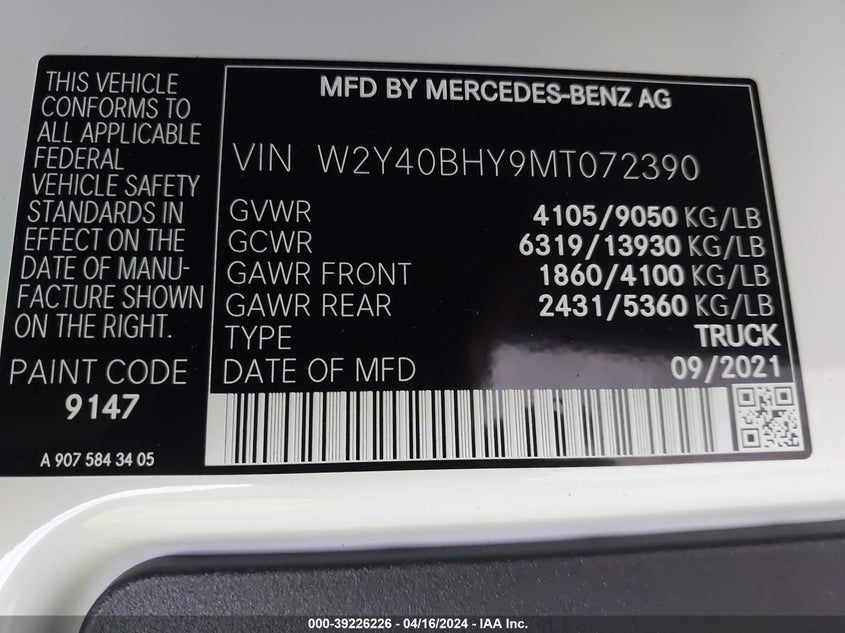 THIS VEHICLE
CONFORMS TO
ALL APPLICABLE
FEDERAL
VEHICLE SAFETY
STANDARDS IN
EFFECT ON THE
DATE OF MANU-
FACTURE SHOWN
ON THE RIGHT.
PAINT CODE
9147
A 907 584 34 05
MFD BY MERCEDES-BENZ AG
VIN W2Y40BHY9MT072390
GVWR 4105/9050 KG/LB
GCWR 6319/13930 KG/LB
GAWR FRONT 1860/4100 KG/LB
GAWR REAR 2431/5360 KG/LB
TYPE TRUCK
DATE OF MFD 09/2021
000-39226226 - 04/16/2024 - IAA Inc.